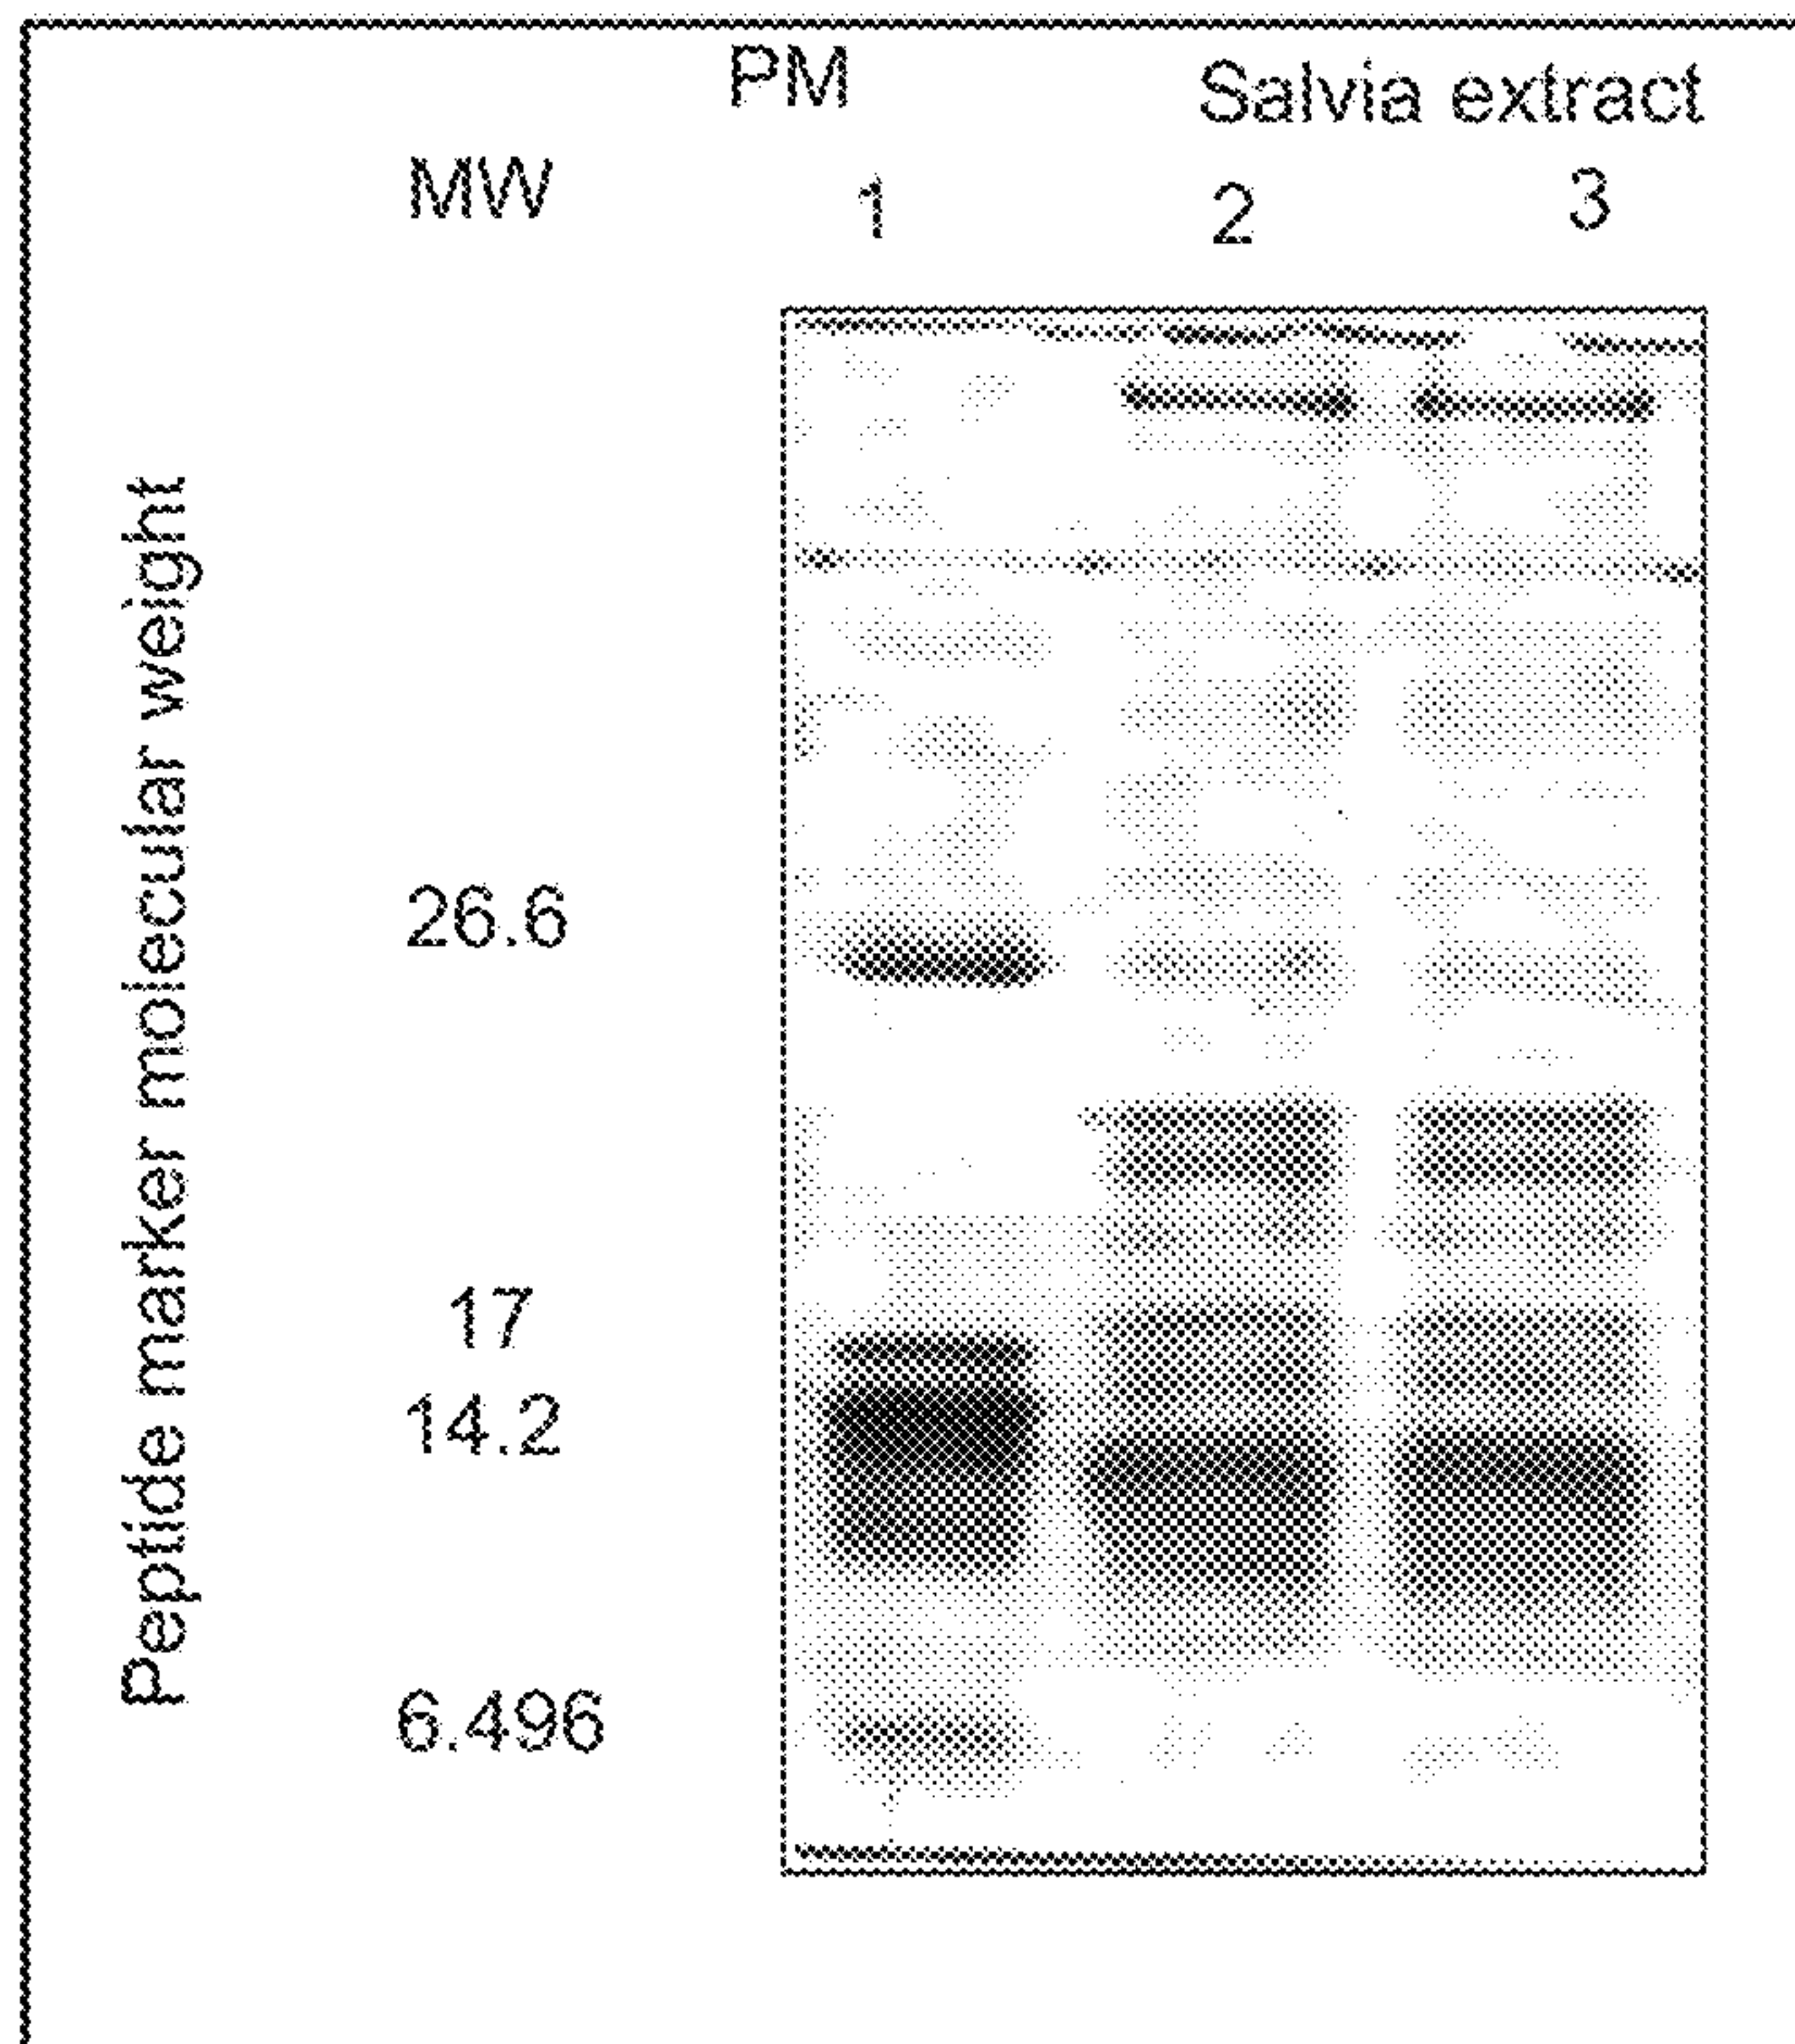 PM
Salvia extract
MW
1
2
3
Peptide marker molecular weight
26.6
17
14.2
6.496